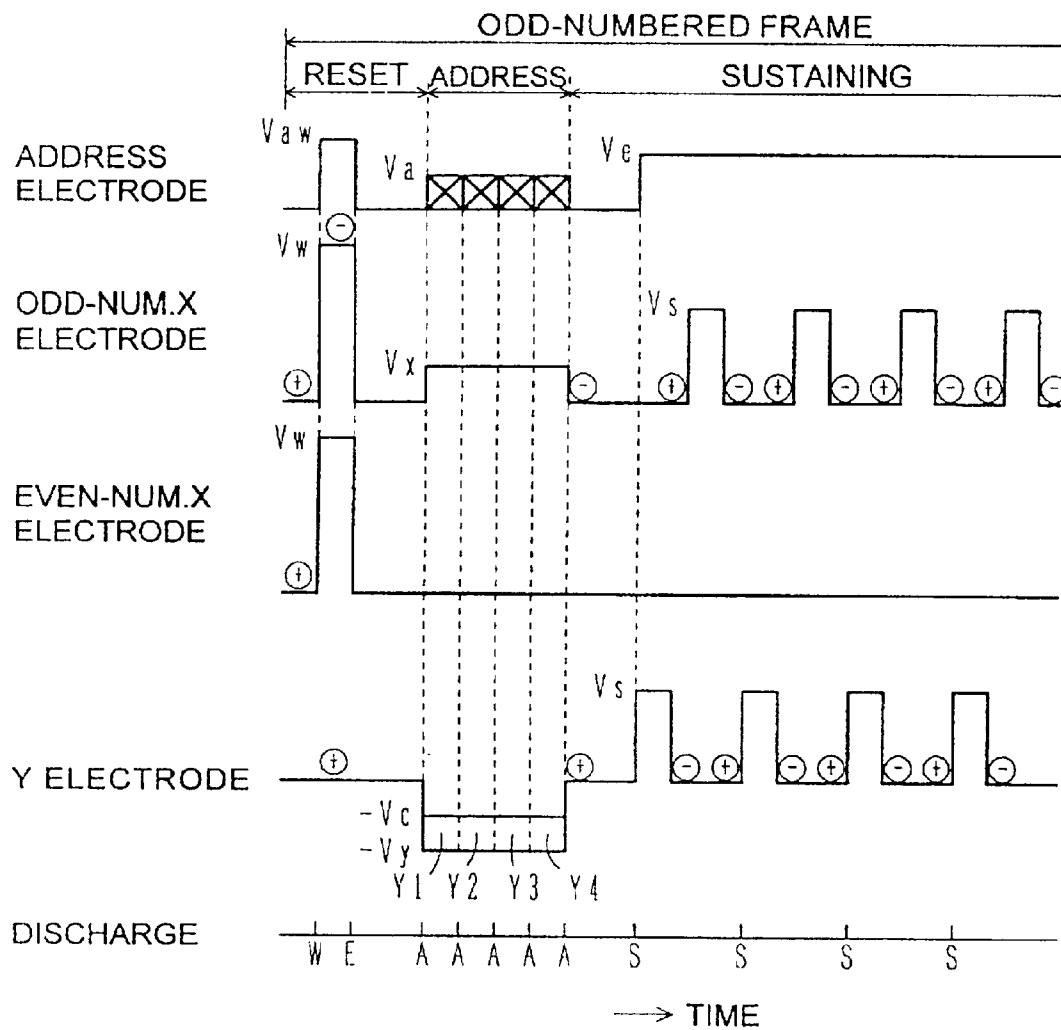 ODD-NUMBERED FRAME
RESET ADDRESS SUSTAINING
Vaw
ADDRESS
ELECTRODE
Va
Ve
-
Vw
ODD-NUM.X
ELECTRODE
Vs
Vx
+ - + - + - + - + -
Vw
EVEN-NUM.X
ELECTRODE
+
Vs
Y ELECTRODE
+ + - + - + - + -
-Vc
-Vy
Y1 Y2 Y3 Y4
DISCHARGE
W E A A A A A S S S S
TIME